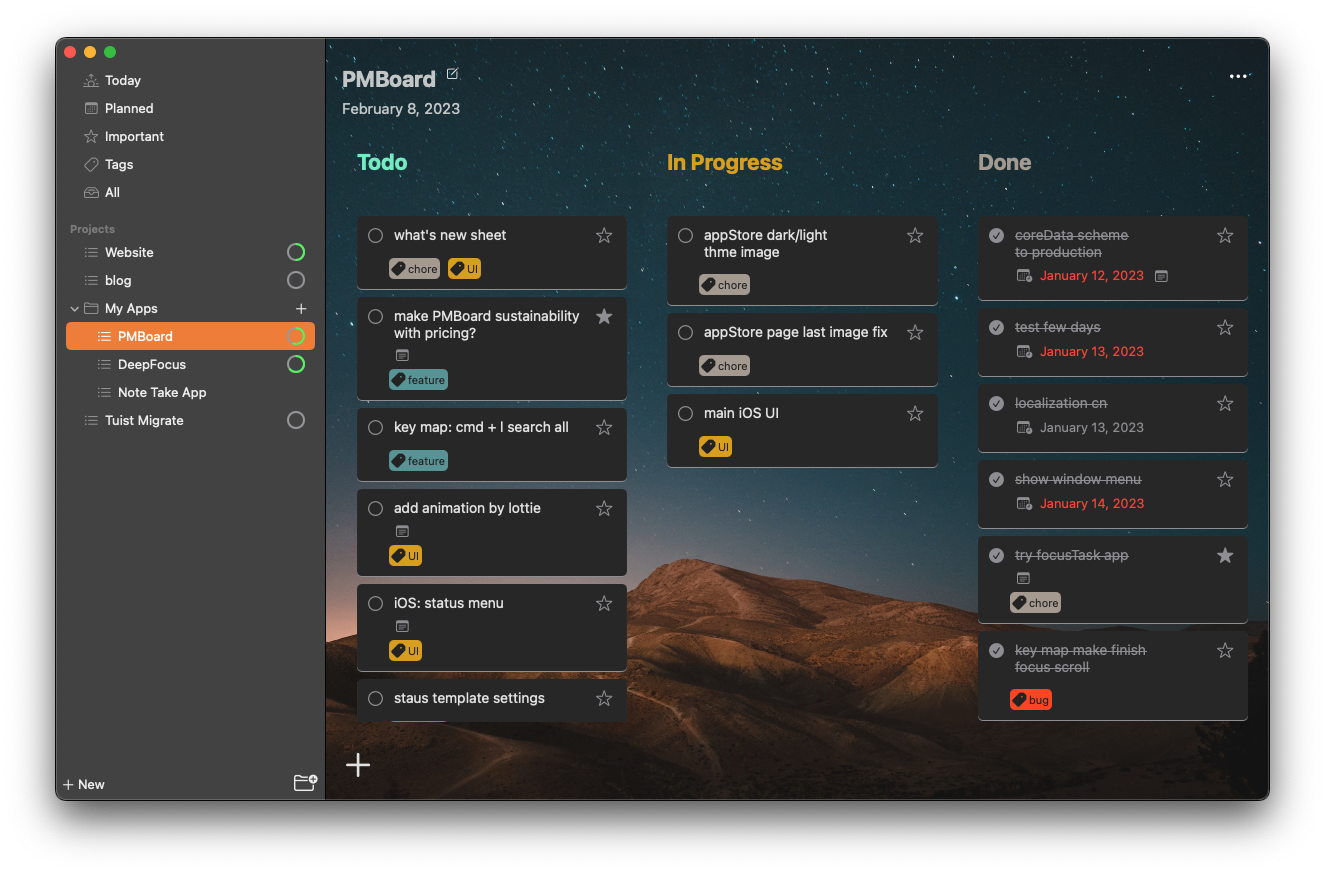 Today
Planned
Important
Tags
All
Projects
Website
blog
My Apps
PMBoard
DeepFocus
Note Take App
Tuist Migrate
New
PMBoard
February 8, 2023
Todo
what's new sheet
chore UI
make PMBoard sustainability
with pricing?
feature
key map: cmd + l search all
feature
add animation by lottie
UI
iOS: status menu
UI
staus template settings
In Progress
appStore dark/light
thme image
chore
appStore page last image fix
chore
main iOS UI
UI
Done
coreData scheme
to production
January 12, 2023
test few days
January 13, 2023
localization cn
January 13, 2023
show window menu
January 14, 2023
try focusTask app
chore
key map make finish
focus scroll
bug